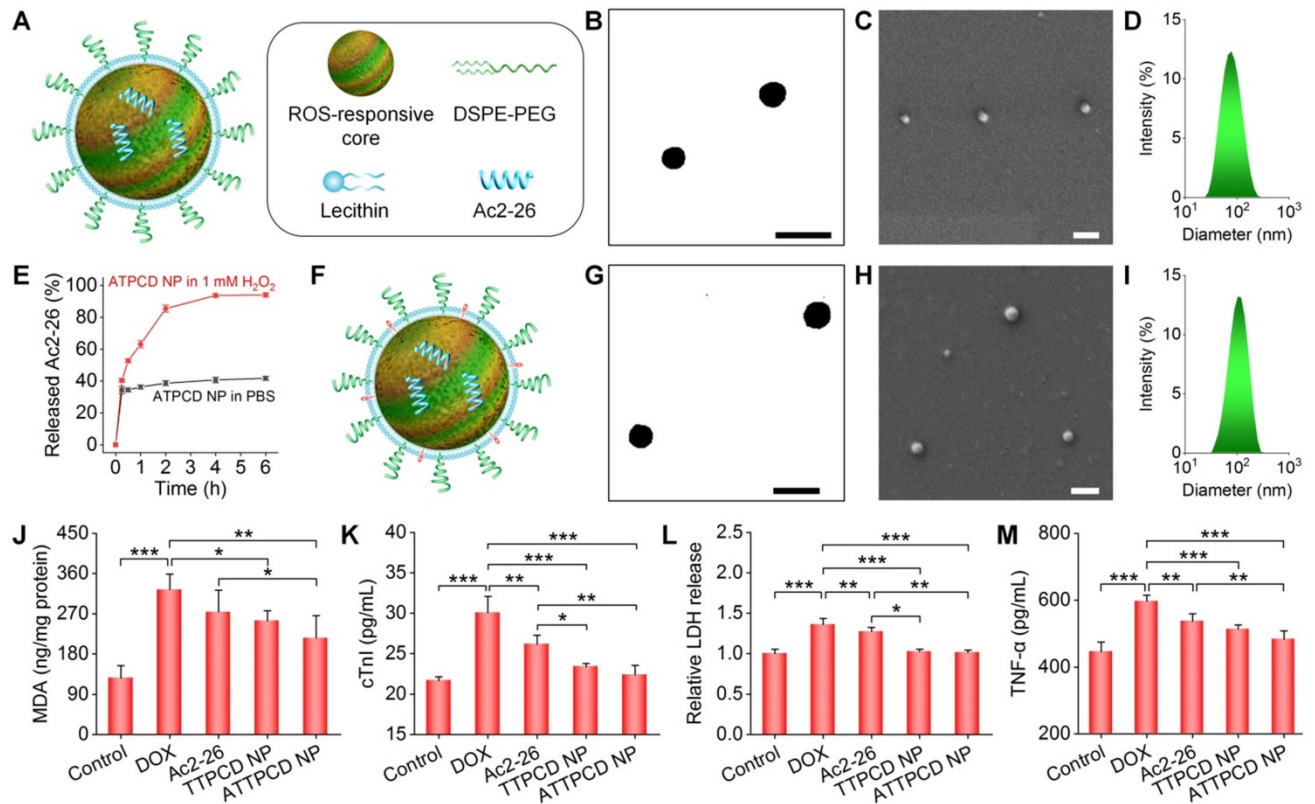 A
ROS-responsive
core
DSPE-PEG
Lecithin
Ac2-26
B
C
D
Intensity (%)
15
10
5
0
10¹ 10² 10³
Diameter (nm)
E
Released Ac2-26 (%)
100
80
60
40
20
0
ATPCD NP in 1 mM H₂O₂
ATPCD NP in PBS
0 2 4 6
0 1 2 3 4 5 6
Time (h)
F
G
H
I
Intensity (%)
15
10
5
0
10¹ 10² 10³
Diameter (nm)
J
MDA (ng/mg protein)
450
360
270
180
90
0
***
*
**
*
Control
DOX
Ac2-26
TTPCD NP
ATTPCD NP
K
cTnI (pg/mL)
40
35
30
25
20
15
***
***
***
**
**
*
Control
DOX
Ac2-26
TTPCD NP
ATTPCD NP
L
Relative LDH release
2.5
2.0
1.5
1.0
0.5
0.0
***
***
***
**
**
*
Control
DOX
Ac2-26
TTPCD NP
ATTPCD NP
M
TNF-α (pg/mL)
800
600
400
200
***
***
***
**
**
Control
DOX
Ac2-26
TTPCD NP
ATTPCD NP